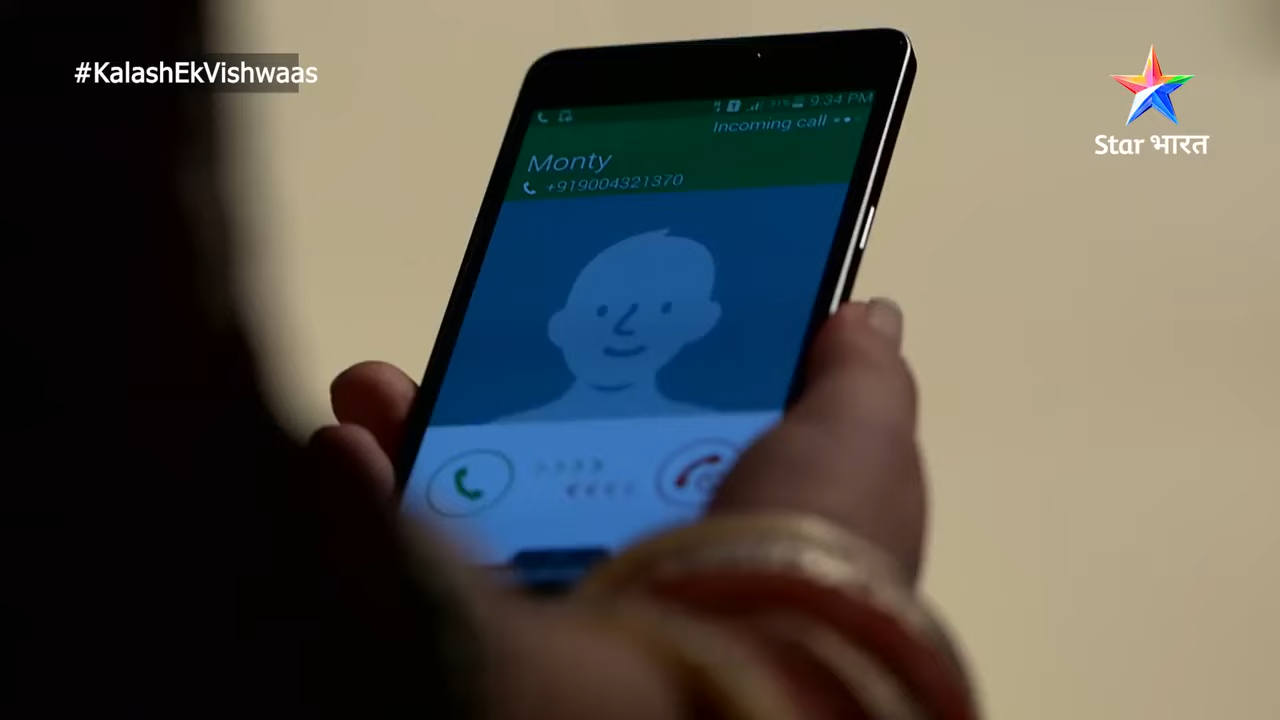 #KalashEkVishwaas
Star भारत
9:34 PM
Incoming call
Monty
+919004321370